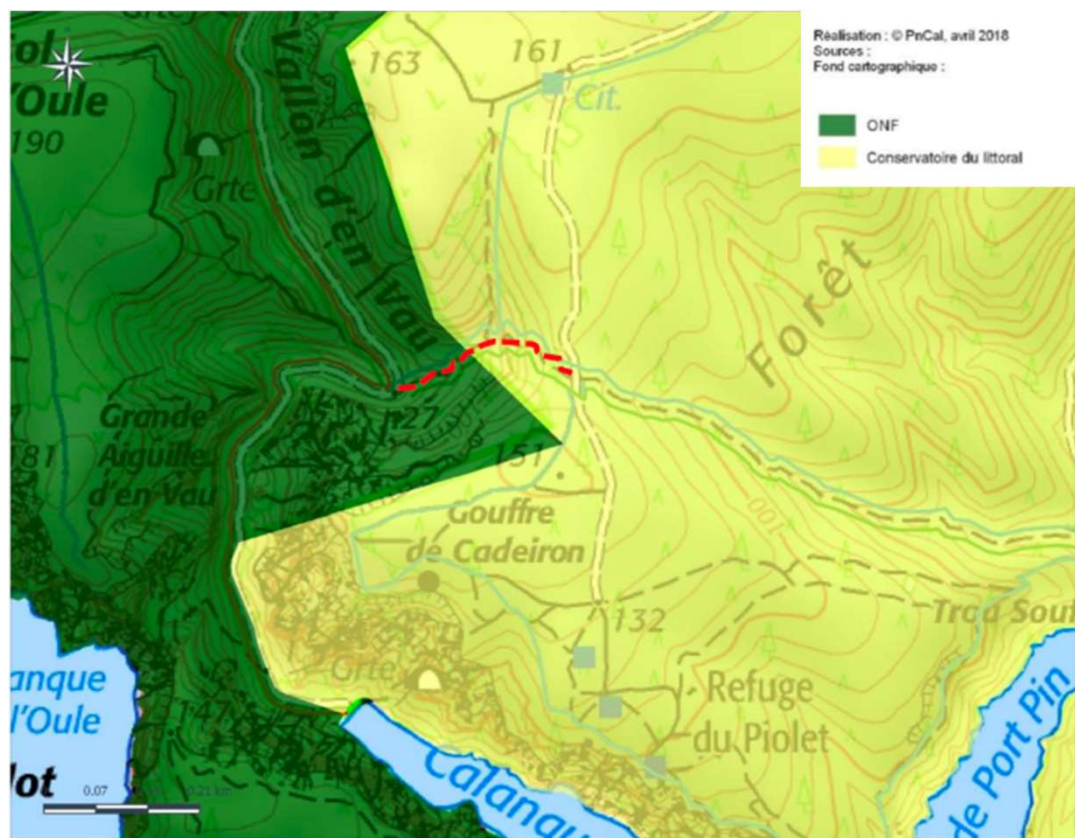 Réalisation : © PnCal, avril 2018
Sources :
Fond cartographique :
ONF
Conservatoire du littoral
161
163
Cit.
l'Oule
190
Grte
Vallon
d'en Vau
Forêt
127
Grande
Aiguille
d'en Vau
181
151
Gouffre
de Cadeiron
132
Trou Souf
Grte
Refuge
du Piolet
100
147
anque
l'Oule
lot
0.07
0.21 km
Calanqu
de Port Pin